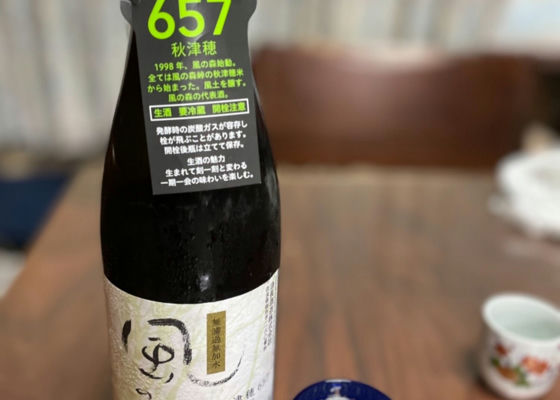 657
秋津穂
1998年、風の森始動。
全ては風の森峠の秋津穂米
から始まった。風土を醸す。
風の森の代表酒。
生酒 要冷蔵 開栓注意
発酵時の炭酸ガスが容存し
栓が飛ぶことがあります。
開栓後瓶は立てて保存。
生酒の魅力
生まれて刻一刻と変わる
一期一会の味わいを楽しむ。
無濾過無加水
風の
津穂